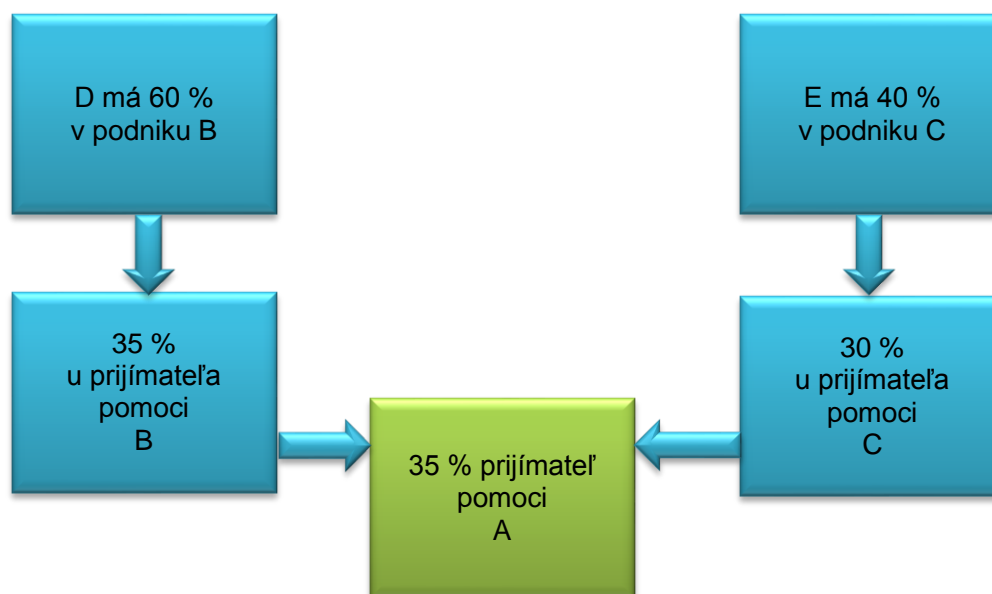 D má 60 %
v podniku B
E má 40 %
v podniku C
35 %
u prijímateľa
pomoci
B
30 %
u prijímateľa
pomoci
C
35 % prijímateľ
pomoci
A